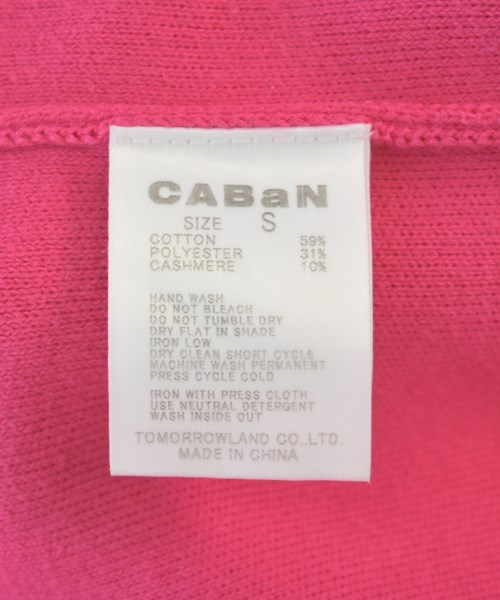 CABaN
SIZE S
COTTON 59%
POLYESTER 31%
CASHMERE 10%
HAND WASH
DO NOT BLEACH
DO NOT TUMBLE DRY
DRY FLAT IN SHADE
IRON LOW
DRY CLEAN SHORT CYCLE
MACHINE WASH PERMANENT
PRESS CYCLE COLD
IRON WITH PRESS CLOTH
USE NEUTRAL DETERGENT
WASH INSIDE OUT
TOMORROWLAND CO.,LTD.
MADE IN CHINA